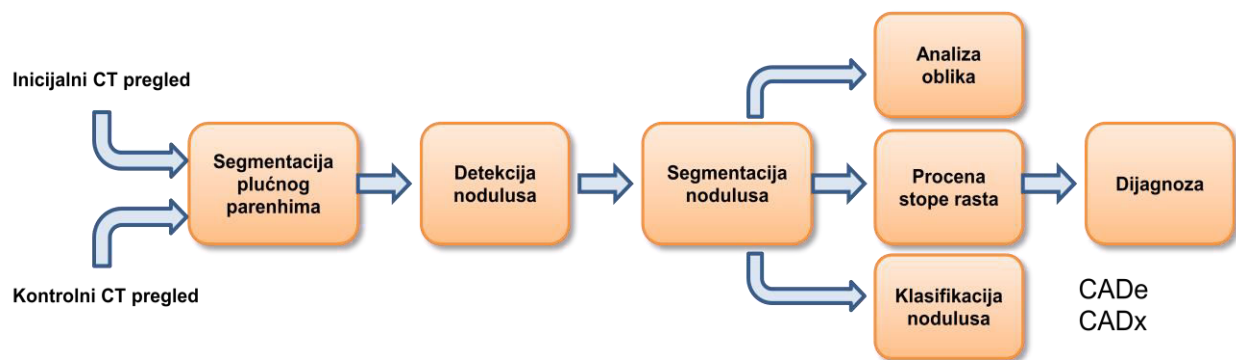 Inicijalni CT pregled
Kontrolni CT pregled
Segmentacija
plućnog
parenhima
Detekcija
nodulusa
Segmentacija
nodulusa
Analiza
oblika
Procena
stope rasta
Klasifikacija
nodulusa
Dijagnoza
CADe
CADx